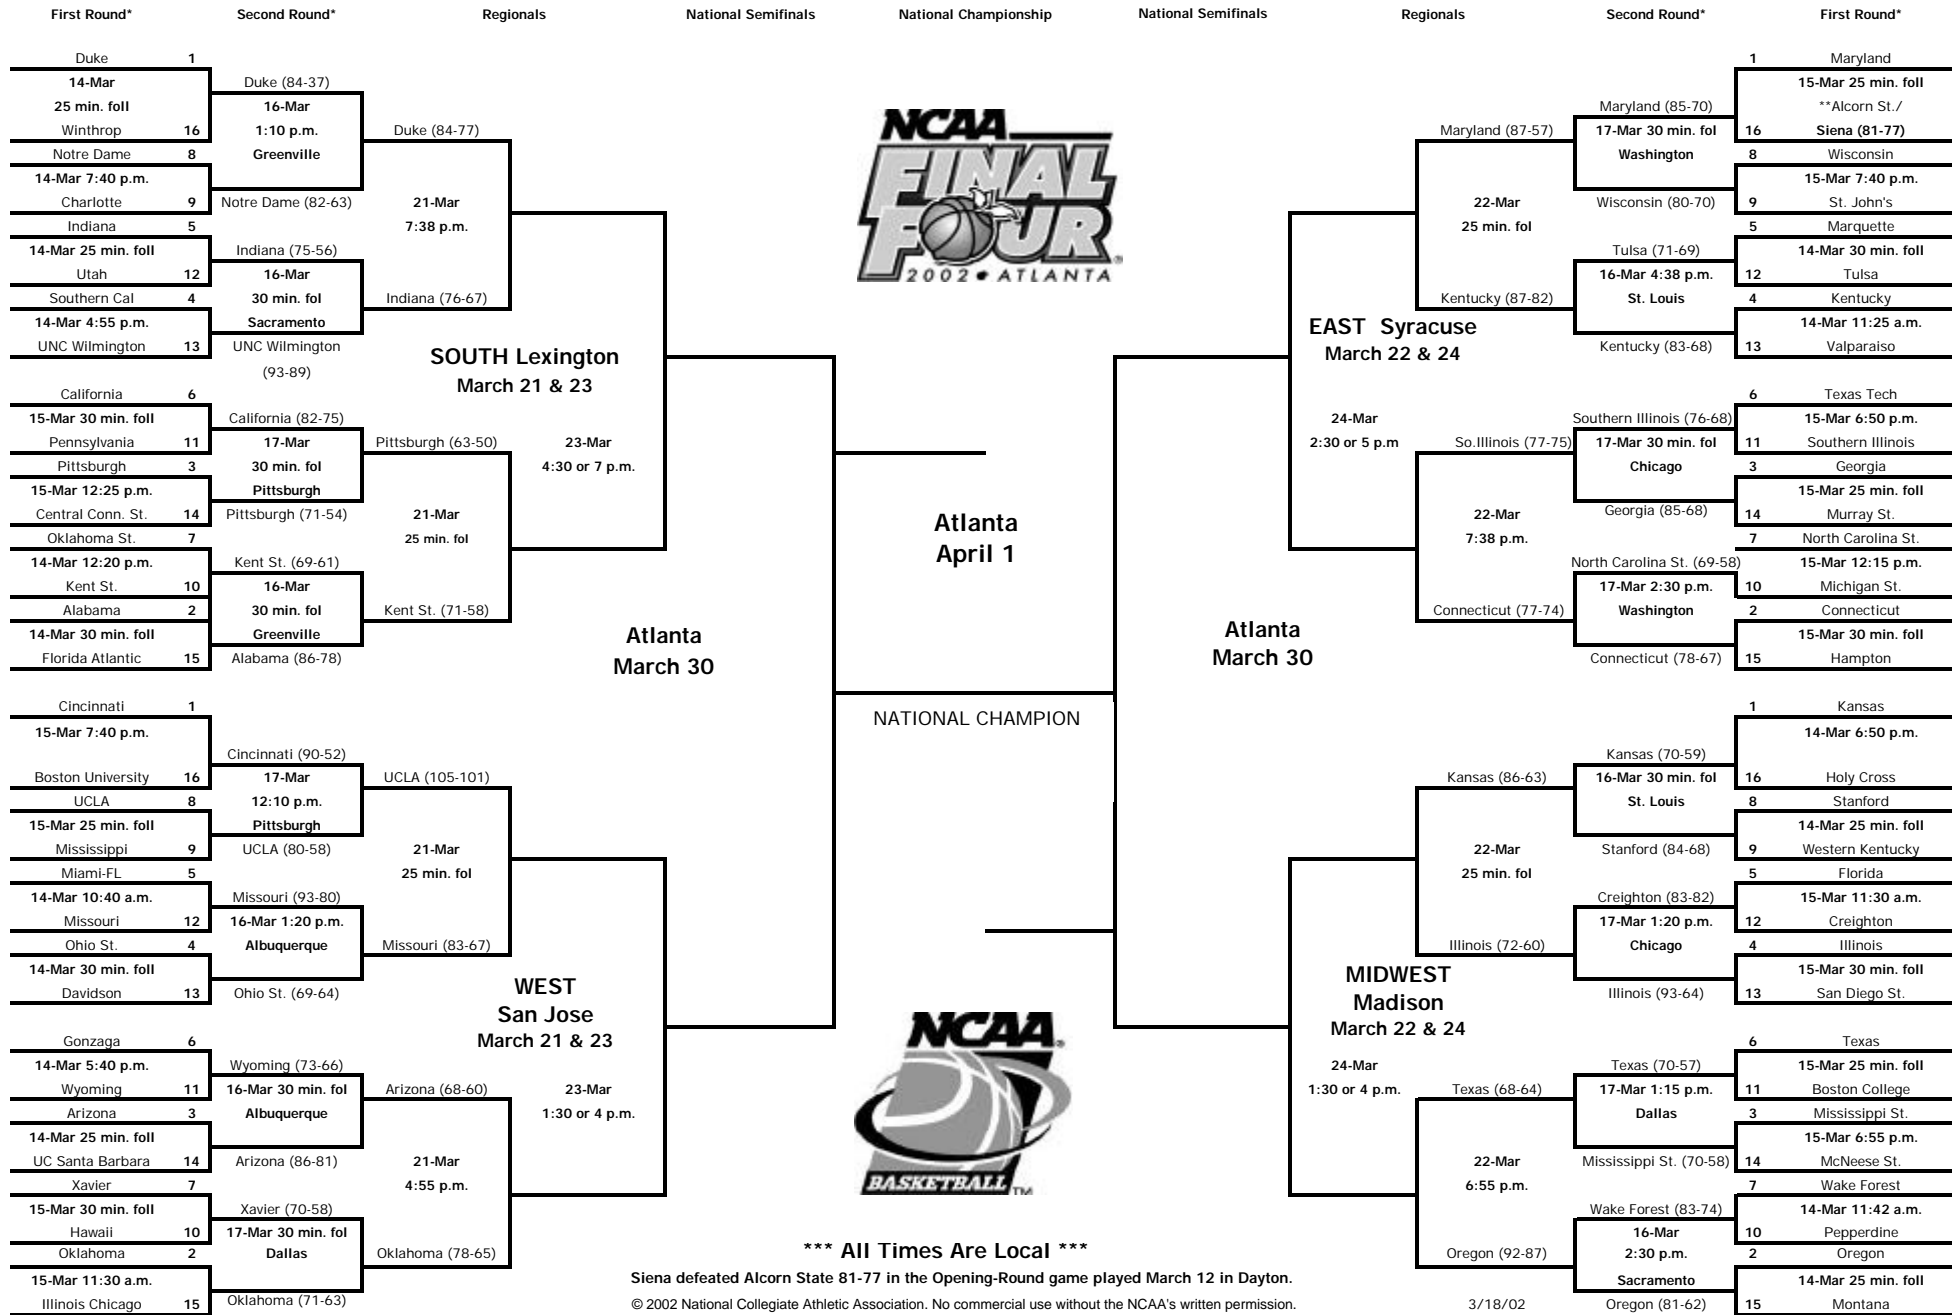 First Round* Second Round* Regionals National Semifinals National Championship National Semifinals Regionals Second Round* First Round*
Duke 1
14-Mar
25 min. foll
Winthrop 16
Notre Dame 8
14-Mar 7:40 p.m.
Charlotte 9
Indiana 5
14-Mar 25 min. foll
Utah 12
Southern Cal 4
14-Mar 4:55 p.m.
UNC Wilmington 13
California 6
15-Mar 30 min. foll
Pennsylvania 11
Pittsburgh 3
15-Mar 12:25 p.m.
Central Conn. St. 14
Oklahoma St. 7
14-Mar 12:20 p.m.
Kent St. 10
Alabama 2
14-Mar 30 min. foll
Florida Atlantic 15
Cincinnati 1
15-Mar 7:40 p.m.
Boston University 16
UCLA 8
15-Mar 25 min. foll
Mississippi 9
Miami-FL 5
14-Mar 10:40 a.m.
Missouri 12
Ohio St. 4
14-Mar 30 min. foll
Davidson 13
Gonzaga 6
14-Mar 5:40 p.m.
Wyoming 11
Arizona 3
14-Mar 25 min. foll
UC Santa Barbara 14
Xavier 7
15-Mar 30 min. foll
Hawaii 10
Oklahoma 2
15-Mar 11:30 a.m.
Illinois Chicago 15
Duke (84-37)
16-Mar
1:10 p.m.
Greenville
Notre Dame (82-63)
Indiana (75-56)
16-Mar
30 min. fol
Sacramento
UNC Wilmington
(93-89)
California (82-75)
17-Mar
30 min. fol
Pittsburgh
Pittsburgh (71-54)
Kent St. (69-61)
16-Mar
30 min. fol
Greenville
Alabama (86-78)
Cincinnati (90-52)
17-Mar
12:10 p.m.
Pittsburgh
UCLA (80-58)
Missouri (93-80)
16-Mar 1:20 p.m.
Albuquerque
Ohio St. (69-64)
Wyoming (73-66)
16-Mar 30 min. fol
Albuquerque
Arizona (86-81)
Xavier (70-58)
17-Mar 30 min. fol
Dallas
Oklahoma (71-63)
Duke (84-77)
21-Mar
7:38 p.m.
Indiana (76-67)
SOUTH Lexington
March 21 & 23
Pittsburgh (63-50)
23-Mar
4:30 or 7 p.m.
21-Mar
25 min. fol
Kent St. (71-58)
Atlanta
March 30
UCLA (105-101)
21-Mar
25 min. fol
Missouri (83-67)
WEST
San Jose
March 21 & 23
Arizona (68-60)
23-Mar
1:30 or 4 p.m.
21-Mar
4:55 p.m.
Oklahoma (78-65)
NCAA
FINAL
FOUR
®
2002 • ATLANTA
Atlanta
April 1
NATIONAL CHAMPION
NCAA
®
BASKETBALL TM
Maryland (87-57)
22-Mar
25 min. fol
Kentucky (87-82)
EAST Syracuse
March 22 & 24
24-Mar
2:30 or 5 p.m
So.Illinois (77-75)
22-Mar
7:38 p.m.
Connecticut (77-74)
Atlanta
March 30
Kansas (86-63)
22-Mar
25 min. fol
Illinois (72-60)
MIDWEST
Madison
March 22 & 24
24-Mar
1:30 or 4 p.m.
Texas (68-64)
22-Mar
6:55 p.m.
Oregon (92-87)
Maryland (85-70)
17-Mar 30 min. fol
Washington
Wisconsin (80-70)
Tulsa (71-69)
16-Mar 4:38 p.m.
St. Louis
Kentucky (83-68)
Southern Illinois (76-68)
17-Mar 30 min. fol
Chicago
Georgia (85-68)
North Carolina St. (69-58)
17-Mar 2:30 p.m.
Washington
Connecticut (78-67)
Kansas (70-59)
16-Mar 30 min. fol
St. Louis
Stanford (84-68)
Creighton (83-82)
17-Mar 1:20 p.m.
Chicago
Illinois (93-64)
Texas (70-57)
17-Mar 1:15 p.m.
Dallas
Mississippi St. (70-58)
Wake Forest (83-74)
16-Mar
2:30 p.m.
Sacramento
Oregon (81-62)
1 Maryland
15-Mar 25 min. foll
**Alcorn St./
16 Siena (81-77)
8 Wisconsin
15-Mar 7:40 p.m.
9 St. John's
5 Marquette
14-Mar 30 min. foll
12 Tulsa
4 Kentucky
14-Mar 11:25 a.m.
13 Valparaiso
6 Texas Tech
15-Mar 6:50 p.m.
11 Southern Illinois
3 Georgia
15-Mar 25 min. foll
14 Murray St.
7 North Carolina St.
15-Mar 12:15 p.m.
10 Michigan St.
2 Connecticut
15-Mar 30 min. foll
15 Hampton
1 Kansas
14-Mar 6:50 p.m.
16 Holy Cross
8 Stanford
14-Mar 25 min. foll
9 Western Kentucky
5 Florida
15-Mar 11:30 a.m.
12 Creighton
4 Illinois
15-Mar 30 min. foll
13 San Diego St.
6 Texas
15-Mar 25 min. foll
11 Boston College
3 Mississippi St.
15-Mar 6:55 p.m.
14 McNeese St.
7 Wake Forest
14-Mar 11:42 a.m.
10 Pepperdine
2 Oregon
14-Mar 25 min. foll
15 Montana
*** All Times Are Local ***
Siena defeated Alcorn State 81-77 in the Opening-Round game played March 12 in Dayton.
© 2002 National Collegiate Athletic Association. No commercial use without the NCAA's written permission.
3/18/02